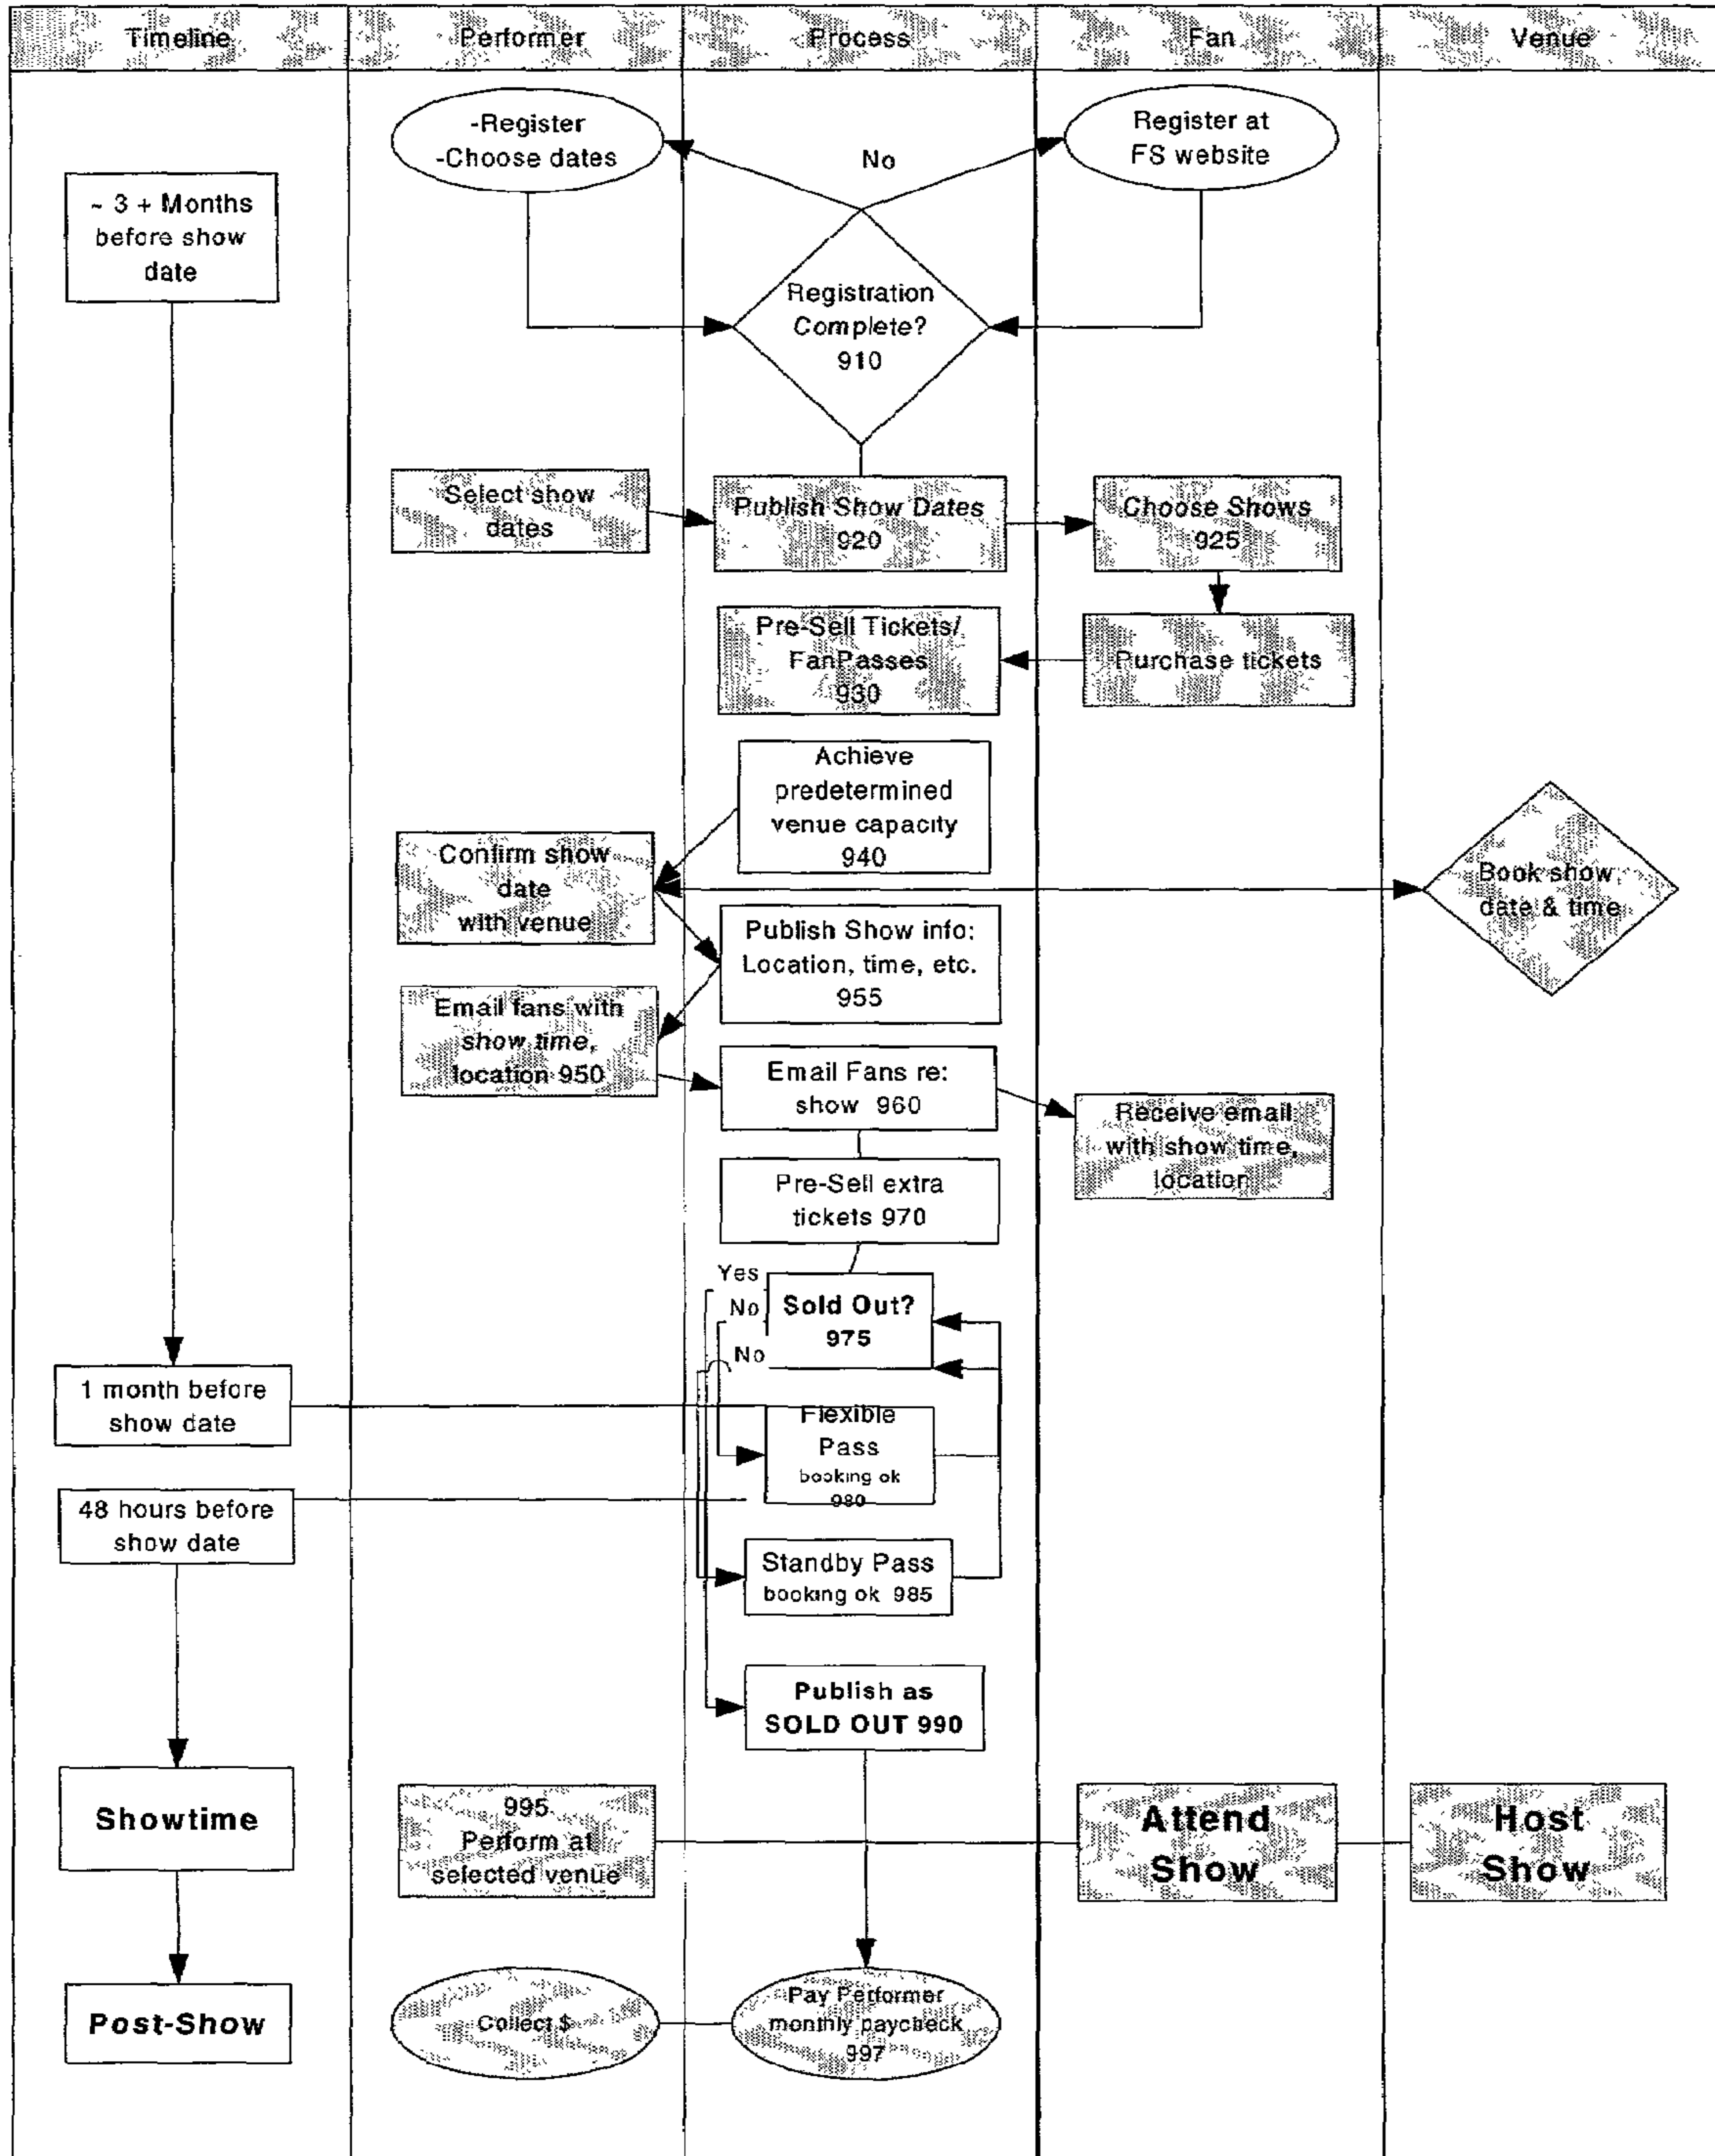 Timeline
Performer
Process
Fan
Venue
-Register
-Choose dates
No
Register at
FS website
~ 3 + Months
before show
date
Registration
Complete?
910
Select show
dates
Publish Show Dates
920
Choose Shows
925
Pre-Sell Tickets/
FanPasses
930
Purchase tickets
Achieve
predetermined
venue capacity
940
Confirm show
date
with venue
Book show
date & time
Publish Show info:
Location, time, etc.
955
Email fans with
show time,
location 950
Email Fans re:
show 960
Receive email
with show time,
location
Pre-Sell extra
tickets 970
Yes
No
No
Sold Out?
975
1 month before
show date
Flexible
Pass
booking ok
980
48 hours before
show date
Standby Pass
booking ok 985
Publish as
SOLD OUT 990
Showtime
995
Perform at
selected venue
Attend
Show
Host
Show
Post-Show
Collect $
Pay Performer
monthly paycheck
997